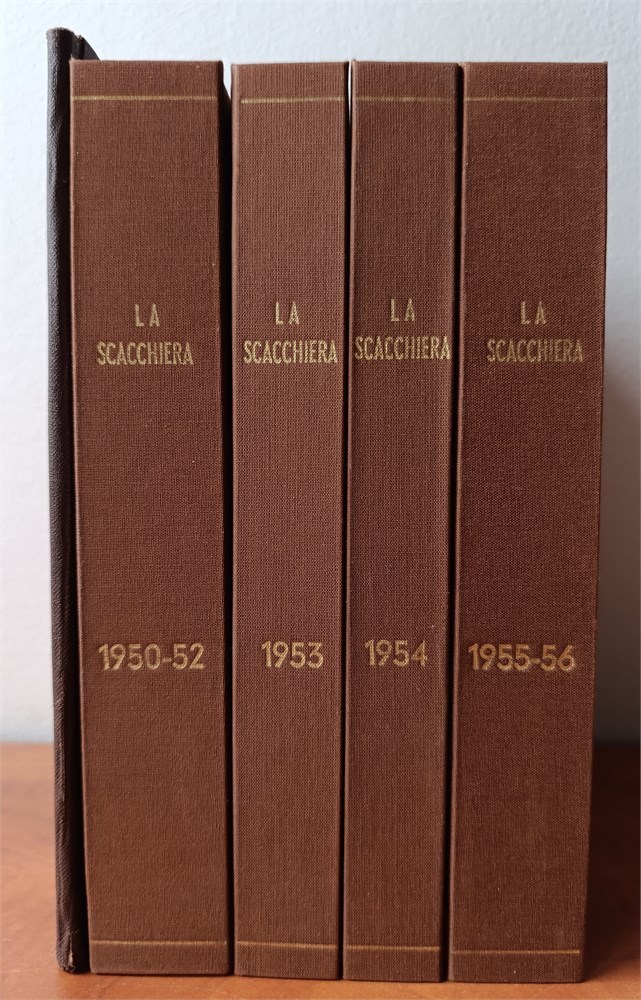 LA
SCACCHIERA
1950-52
LA
SCACCHIERA
1953
LA
SCACCHIERA
1954
LA
SCACCHIERA
1955-56